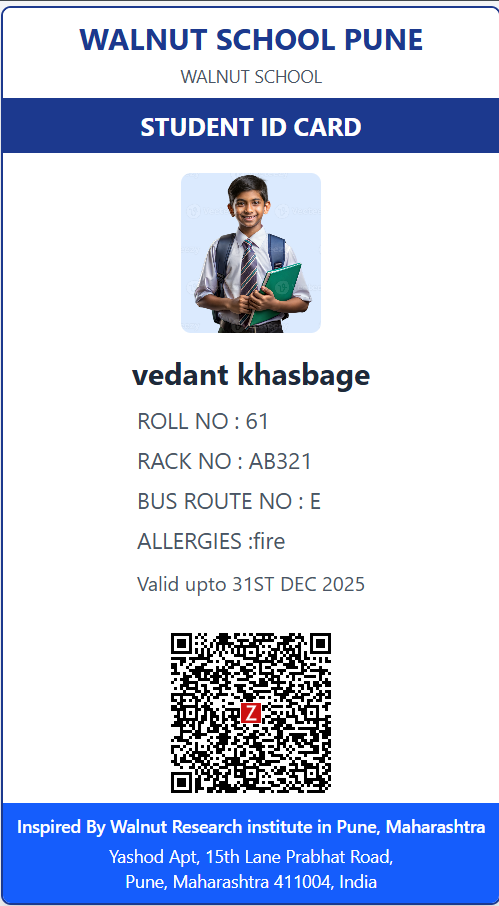 WALNUT SCHOOL PUNE
WALNUT SCHOOL
STUDENT ID CARD
vedant khasbage
ROLL NO : 61
RACK NO : AB321
BUS ROUTE NO : E
ALLERGIES :fire
Valid upto 31ST DEC 2025
Z
Inspired By Walnut Research institute in Pune, Maharashtra
Yashod Apt, 15th Lane Prabhat Road,
Pune, Maharashtra 411004, India